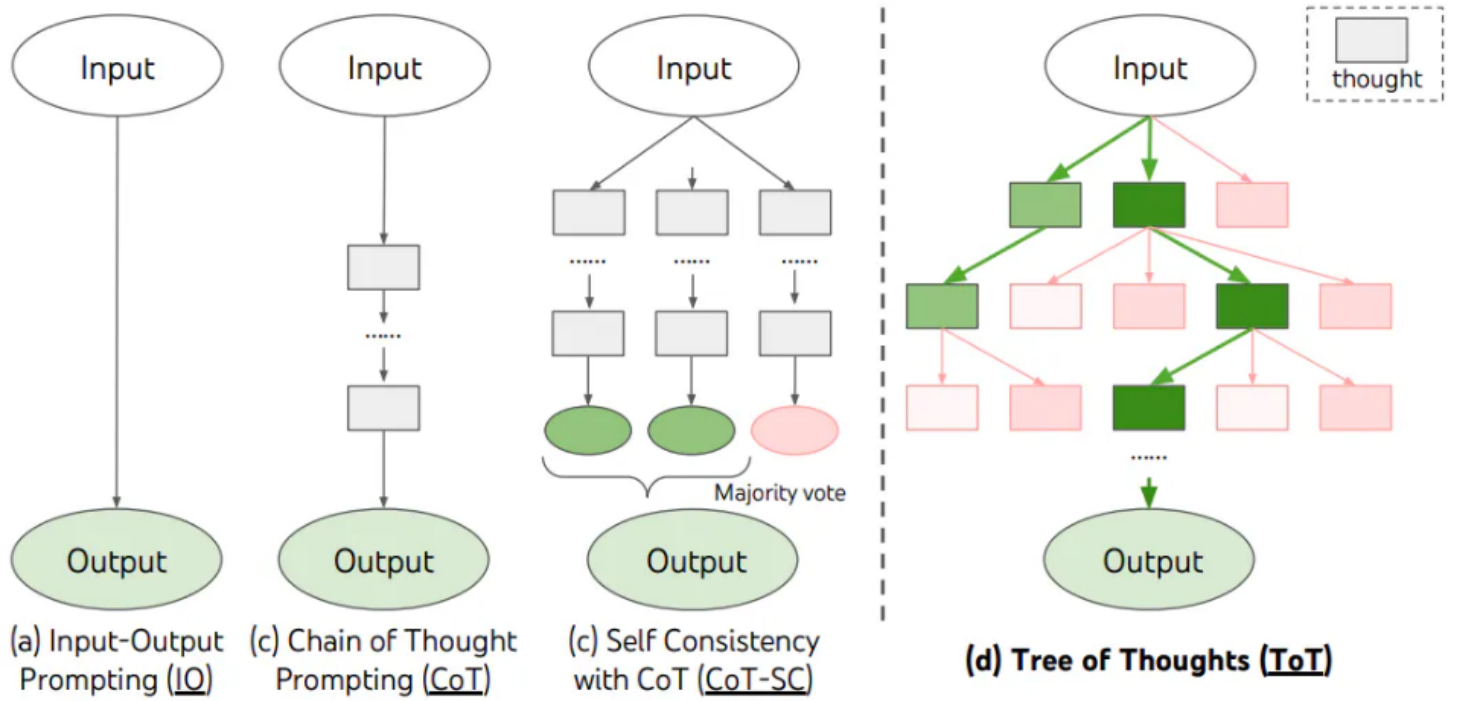 Input
Input
Input
Input
thought
......
......
......
......
......
Majority vote
Output
Output
Output
Output
(a) Input-Output
Prompting (IO)
(c) Chain of Thought
Prompting (CoT)
(c) Self Consistency
with CoT (CoT-SC)
(d) Tree of Thoughts (ToT)